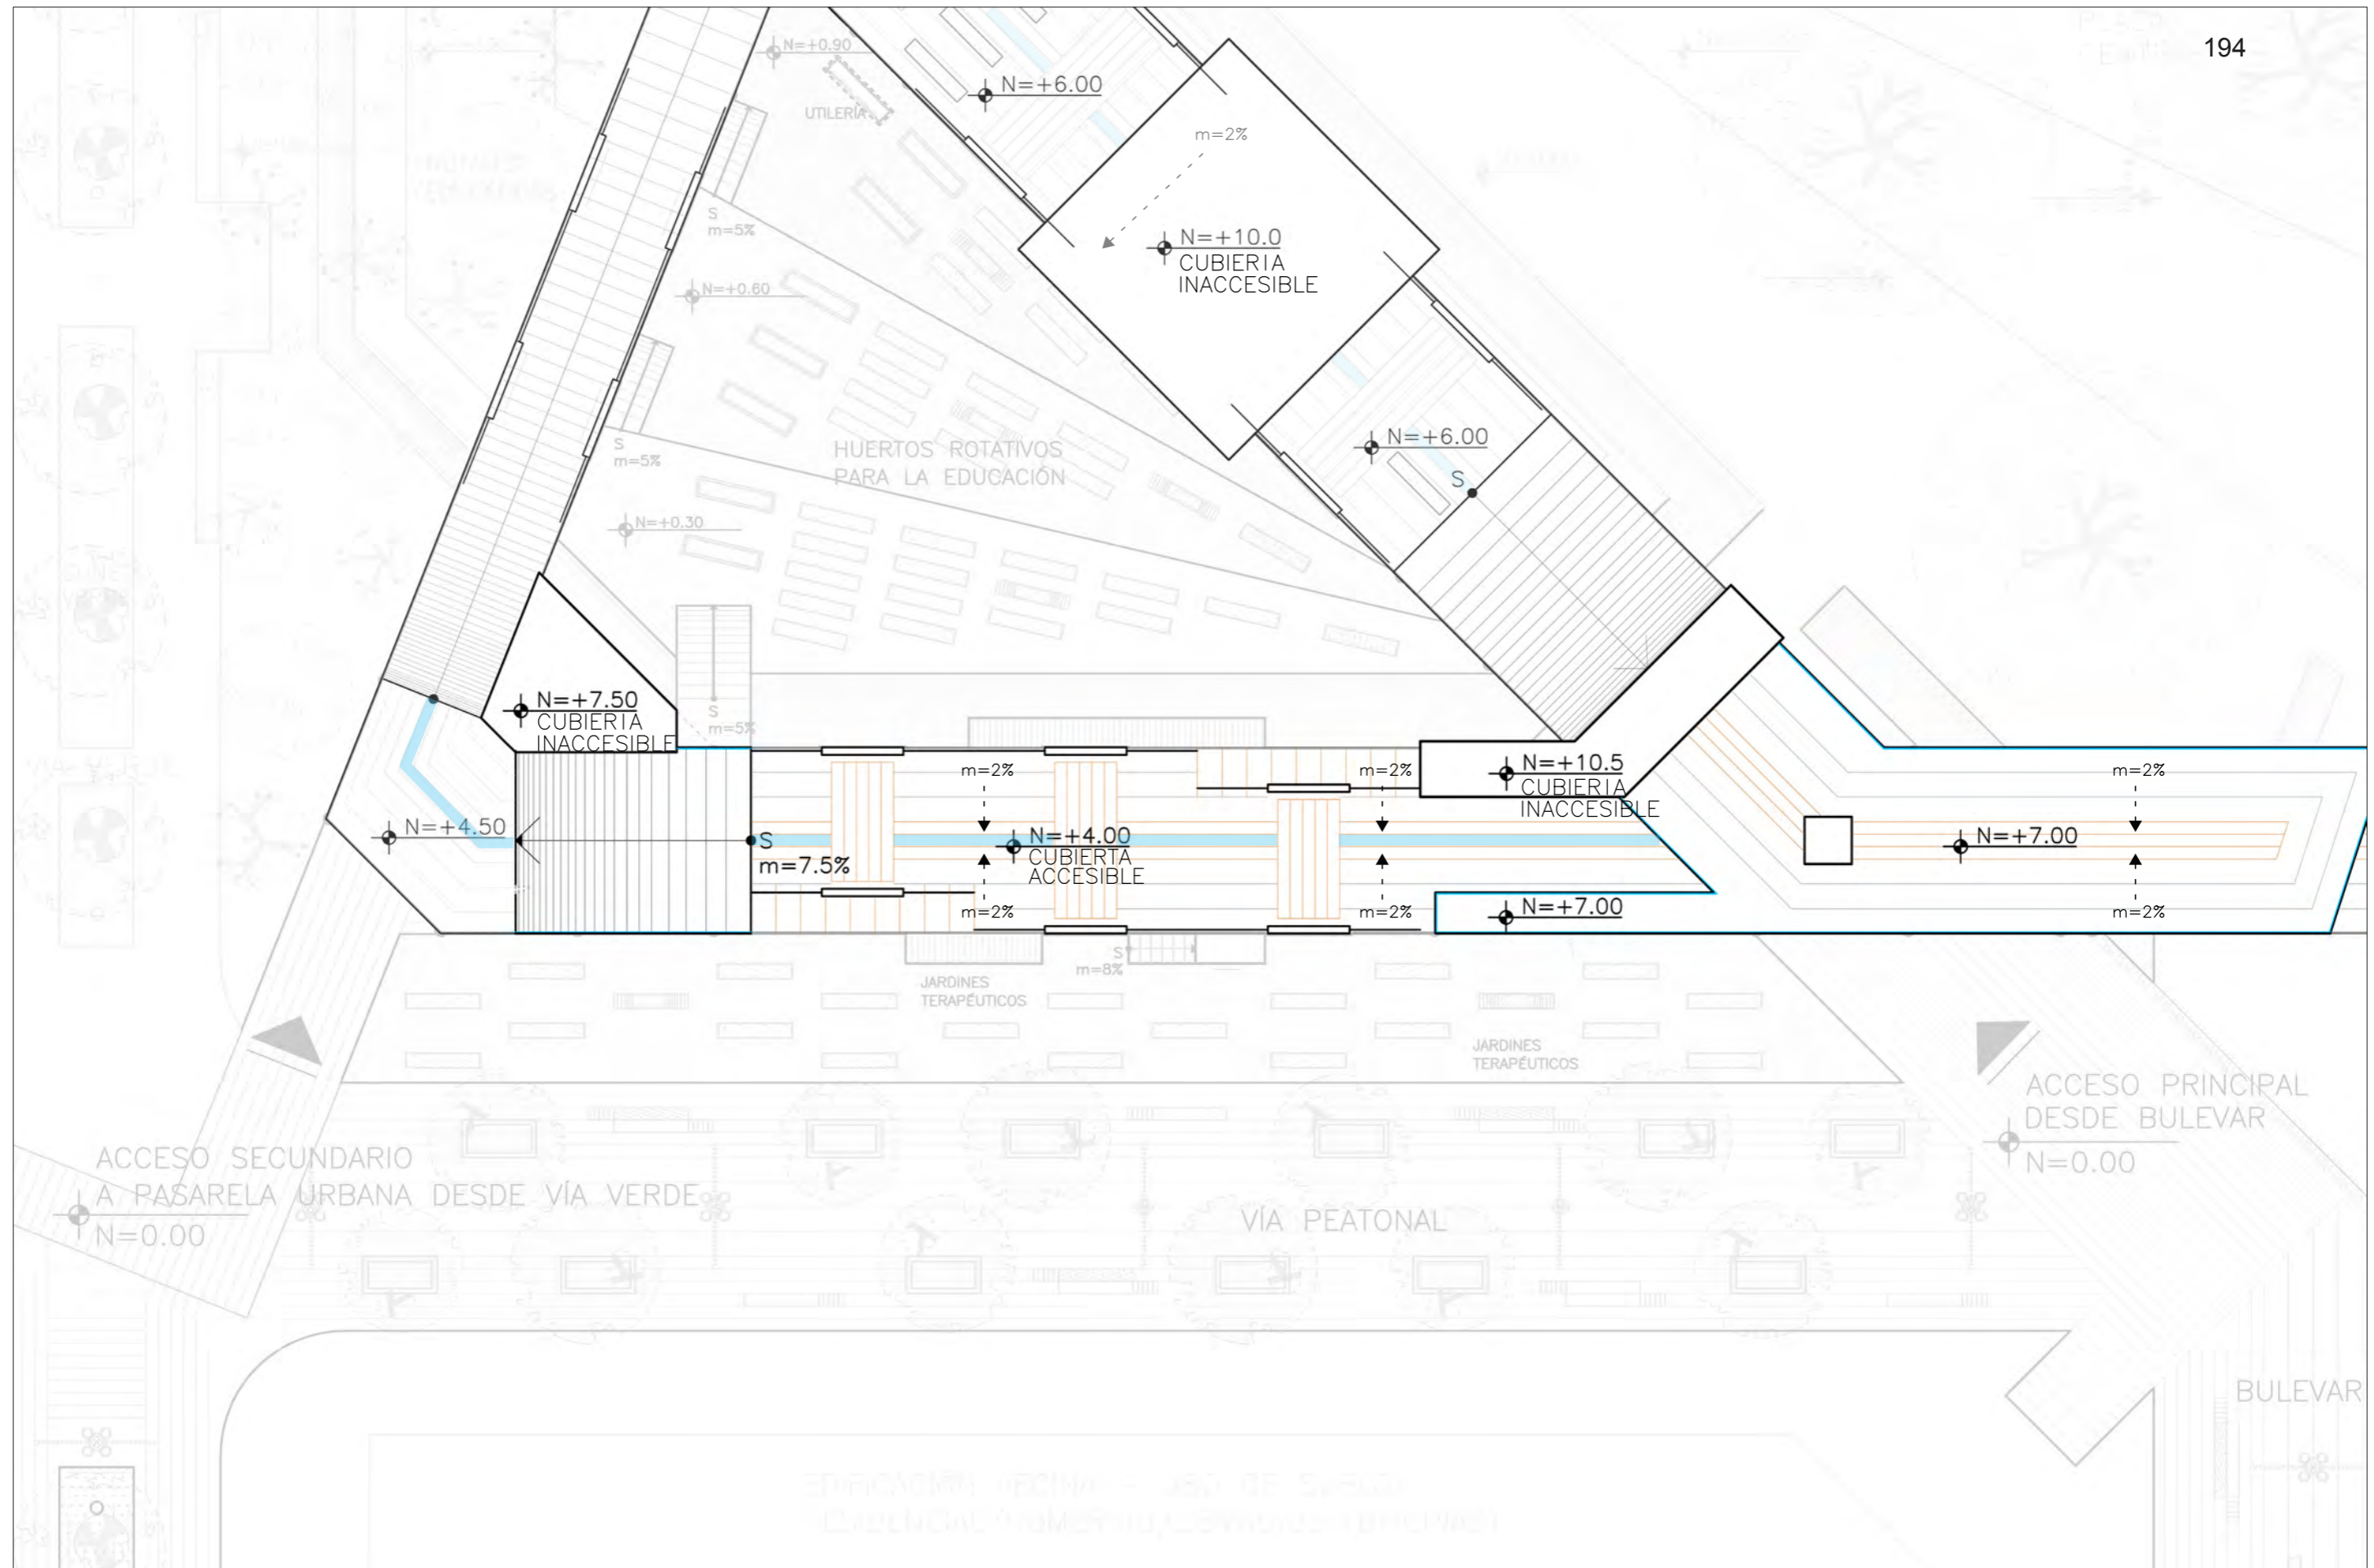 194
N=+0.90
N=+6.00
UTILERÍA
m=2%
S
m=5%
N=+10.0
CUBIERTA
INACCESIBLE
N=+0.60
S
m=5%
HUERTOS ROTATIVOS
PARA LA EDUCACIÓN
N=+6.00
S
N=+0.30
N=+7.50
CUBIERTA
INACCESIBLE
S
m=5%
m=2%
m=2%
N=+10.5
CUBIERTA
INACCESIBLE
m=2%
N=+4.50
S
m=7.5%
N=+4.00
CUBIERTA
ACCESIBLE
N=+7.00
m=2%
m=2%
N=+7.00
m=2%
S
m=8%
JARDINES
TERAPÉUTICOS
JARDINES
TERAPÉUTICOS
ACCESO PRINCIPAL
DESDE BULEVAR
N=0.00
ACCESO SECUNDARIO
A PASARELA URBANA DESDE VÍA VERDE
N=0.00
VÍA PEATONAL
BULEVAR